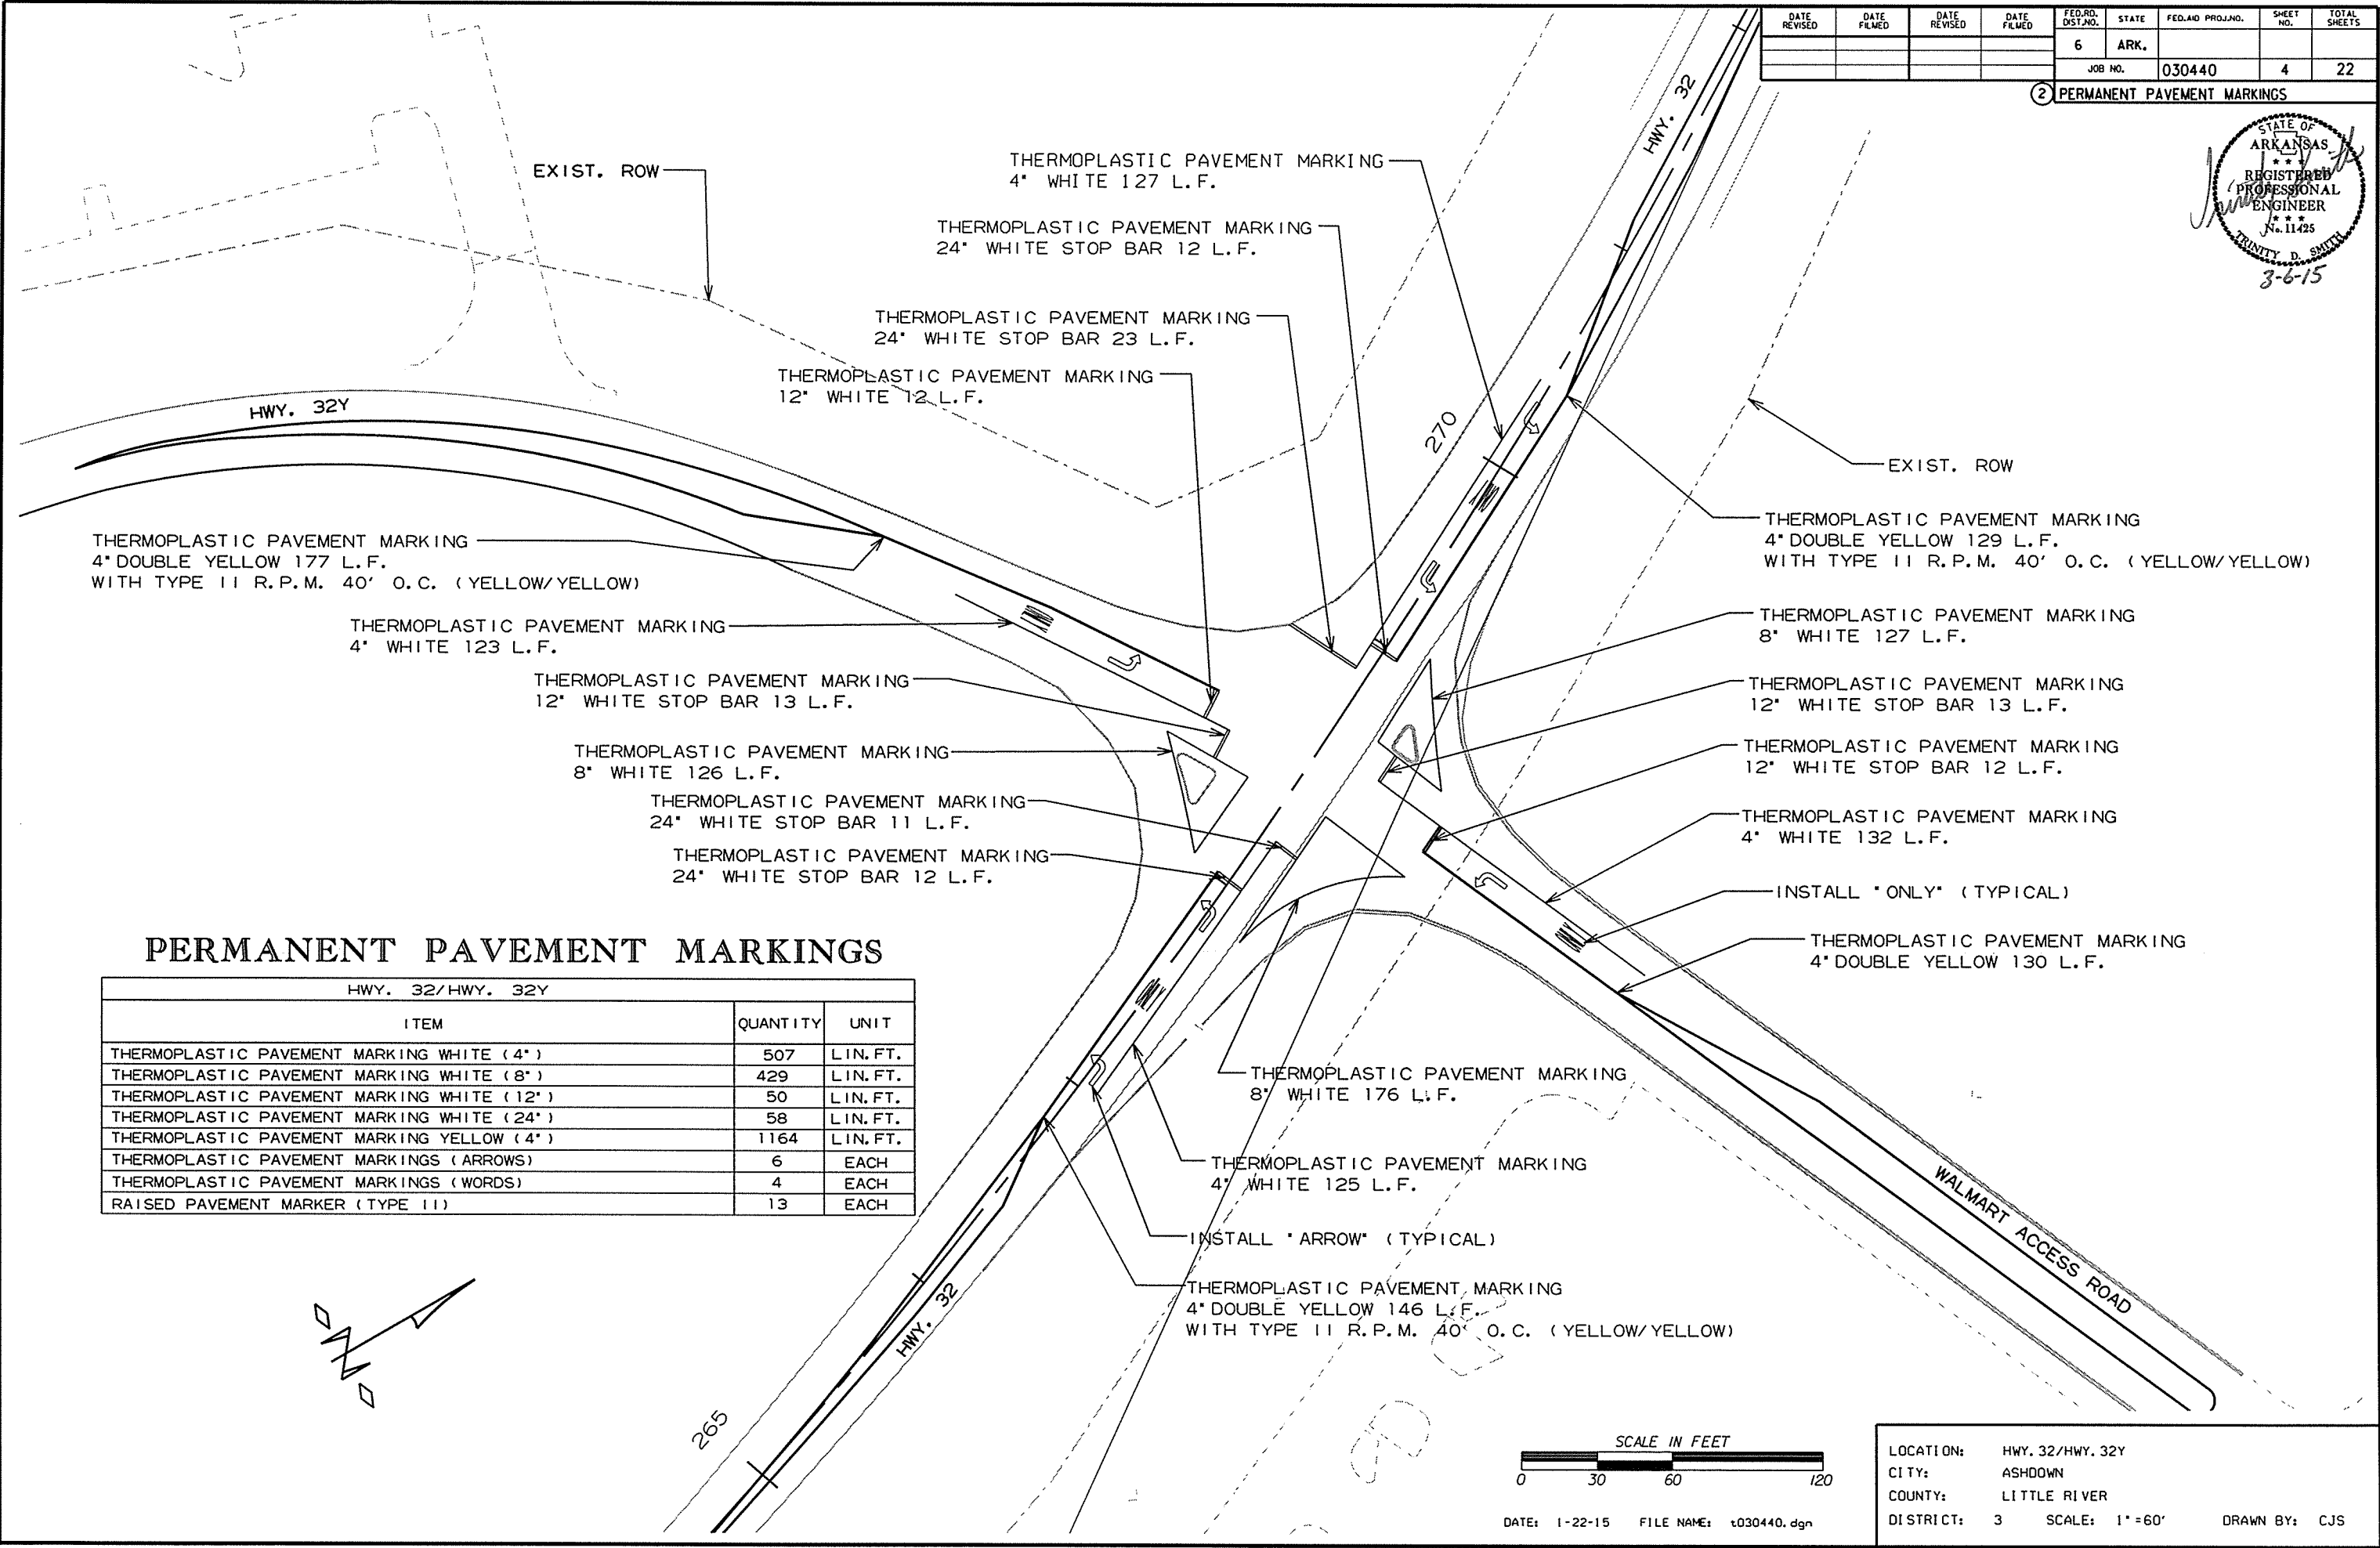 DATE REVISED
DATE FILMED
DATE REVISED
DATE FILMED
FED.RD. DIST.NO.
STATE
FED.AID PROJ.NO.
SHEET NO.
TOTAL SHEETS
6
ARK.
JOB NO.
030440
4
22
2 PERMANENT PAVEMENT MARKINGS
STATE OF
ARKANSAS
REGISTERED
PROFESSIONAL
ENGINEER
No. 11425
TRINITY D. SMITH
3-6-15
HWY. 32
EXIST. ROW
THERMOPLASTIC PAVEMENT MARKING
4" WHITE 127 L.F.
THERMOPLASTIC PAVEMENT MARKING
24" WHITE STOP BAR 12 L.F.
THERMOPLASTIC PAVEMENT MARKING
24" WHITE STOP BAR 23 L.F.
THERMOPLASTIC PAVEMENT MARKING
12" WHITE 12 L.F.
HWY. 32Y
270
EXIST. ROW
THERMOPLASTIC PAVEMENT MARKING
4" DOUBLE YELLOW 177 L.F.
WITH TYPE II R.P.M. 40' O.C. (YELLOW/YELLOW)
THERMOPLASTIC PAVEMENT MARKING
4" DOUBLE YELLOW 129 L.F.
WITH TYPE II R.P.M. 40' O.C. (YELLOW/YELLOW)
THERMOPLASTIC PAVEMENT MARKING
4" WHITE 123 L.F.
THERMOPLASTIC PAVEMENT MARKING
8" WHITE 127 L.F.
THERMOPLASTIC PAVEMENT MARKING
12" WHITE STOP BAR 13 L.F.
THERMOPLASTIC PAVEMENT MARKING
12" WHITE STOP BAR 13 L.F.
THERMOPLASTIC PAVEMENT MARKING
8" WHITE 126 L.F.
THERMOPLASTIC PAVEMENT MARKING
12" WHITE STOP BAR 12 L.F.
THERMOPLASTIC PAVEMENT MARKING
24" WHITE STOP BAR 11 L.F.
THERMOPLASTIC PAVEMENT MARKING
4" WHITE 132 L.F.
THERMOPLASTIC PAVEMENT MARKING
24" WHITE STOP BAR 12 L.F.
INSTALL "ONLY" (TYPICAL)
THERMOPLASTIC PAVEMENT MARKING
4" DOUBLE YELLOW 130 L.F.
PERMANENT PAVEMENT MARKINGS
HWY. 32/HWY. 32Y
ITEM QUANTITY UNIT
THERMOPLASTIC PAVEMENT MARKING WHITE (4") 507 LIN.FT.
THERMOPLASTIC PAVEMENT MARKING WHITE (8") 429 LIN.FT.
THERMOPLASTIC PAVEMENT MARKING WHITE (12") 50 LIN.FT.
THERMOPLASTIC PAVEMENT MARKING WHITE (24") 58 LIN.FT.
THERMOPLASTIC PAVEMENT MARKING YELLOW (4") 1164 LIN.FT.
THERMOPLASTIC PAVEMENT MARKINGS (ARROWS) 6 EACH
THERMOPLASTIC PAVEMENT MARKINGS (WORDS) 4 EACH
RAISED PAVEMENT MARKER (TYPE II) 13 EACH
THERMOPLASTIC PAVEMENT MARKING
8" WHITE 176 L.F.
THERMOPLASTIC PAVEMENT MARKING
4" WHITE 125 L.F.
INSTALL "ARROW" (TYPICAL)
THERMOPLASTIC PAVEMENT MARKING
4" DOUBLE YELLOW 146 L.F.
WITH TYPE II R.P.M. 40' O.C. (YELLOW/YELLOW)
WALMART ACCESS ROAD
N
HWY. 32
265
SCALE IN FEET
0 30 60 120
DATE: 1-22-15 FILE NAME: t030440.dgn
LOCATION: HWY. 32/HWY. 32Y
CITY: ASHDOWN
COUNTY: LITTLE RIVER
DISTRICT: 3 SCALE: 1"=60' DRAWN BY: CJS